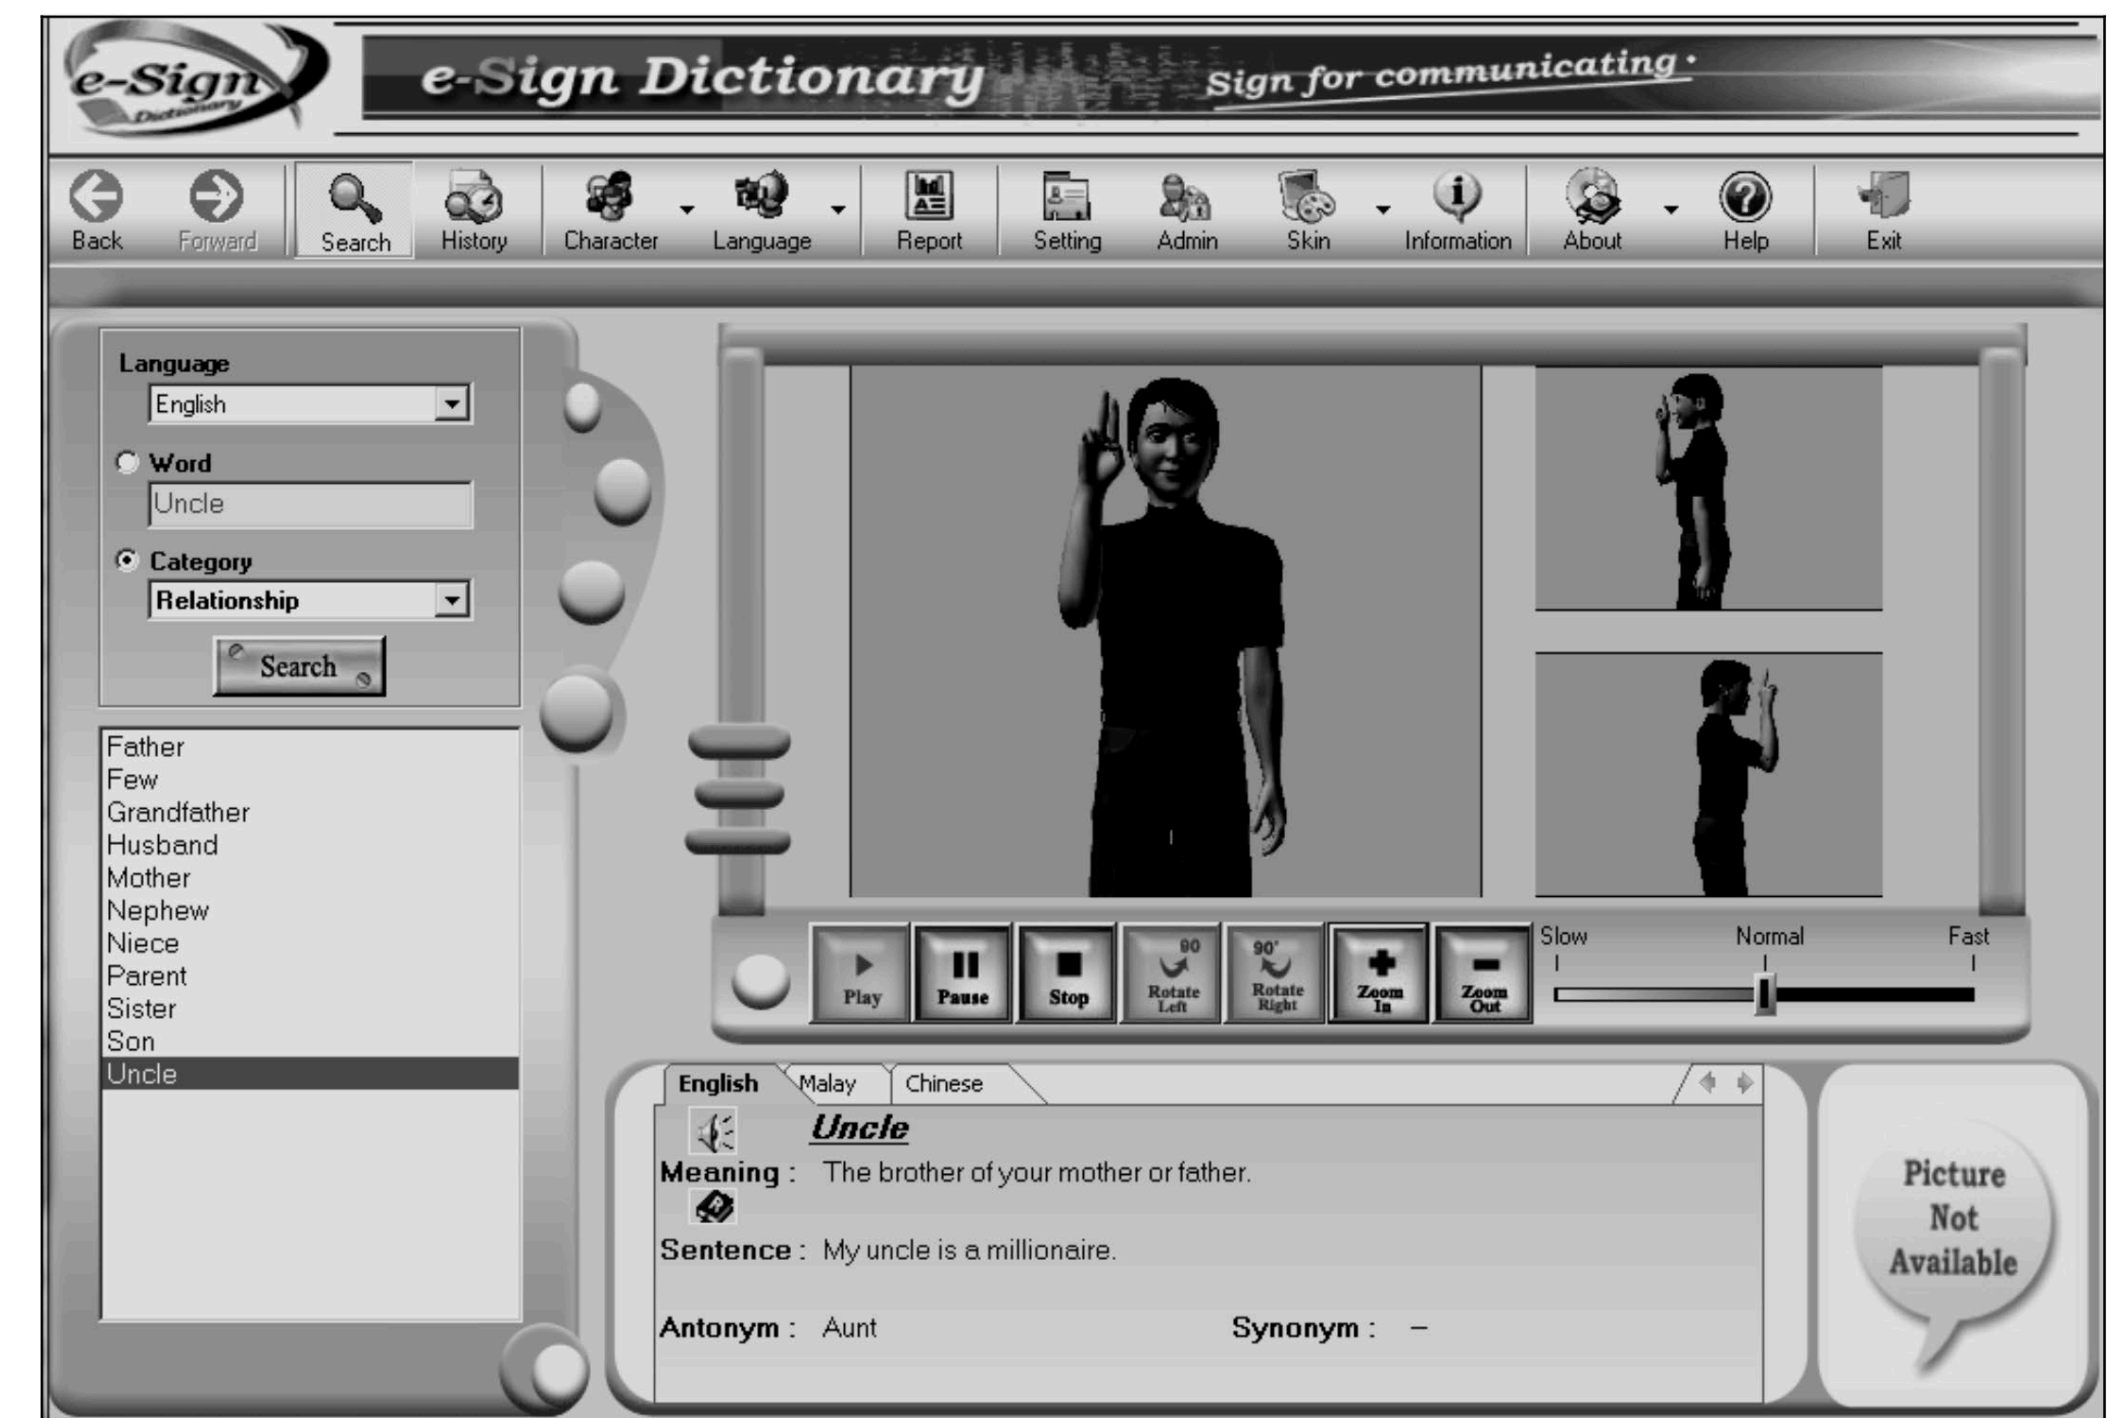 e-Sign
Dictionary
e-Sign Dictionary
Sign for communicating.
Back
Forward
Search
History
Character
Language
Report
Setting
Admin
Skin
Information
About
Help
Exit
Language
English
Word
Uncle
Category
Relationship
Search
Father
Few
Grandfather
Husband
Mother
Nephew
Niece
Parent
Sister
Son
Uncle
Play
Pause
Stop
90
Rotate
Left
90°
Rotate
Right
Zoom
In
Zoom
Out
Slow
Normal
Fast
English
Malay
Chinese
Uncle
Meaning : The brother of your mother or father.
Sentence : My uncle is a millionaire.
Antonym : Aunt
Synonym : –
Picture
Not
Available